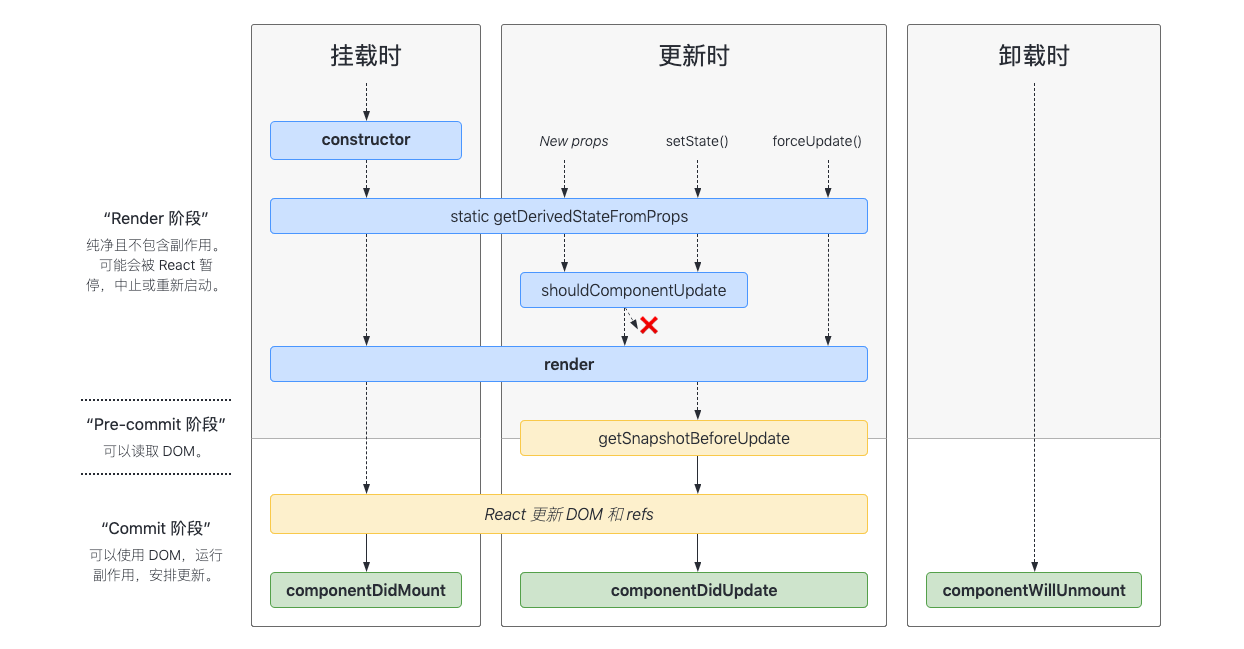 挂载时
更新时
卸载时
constructor
New props
setState()
forceUpdate()
“Render 阶段”
纯净且不包含副作用。
可能会被 React 暂
停，中止或重新启动。
static getDerivedStateFromProps
shouldComponentUpdate
render
“Pre-commit 阶段”
可以读取 DOM。
getSnapshotBeforeUpdate
“Commit 阶段”
可以使用 DOM，运行
副作用，安排更新。
React 更新 DOM 和 refs
componentDidMount
componentDidUpdate
componentWillUnmount